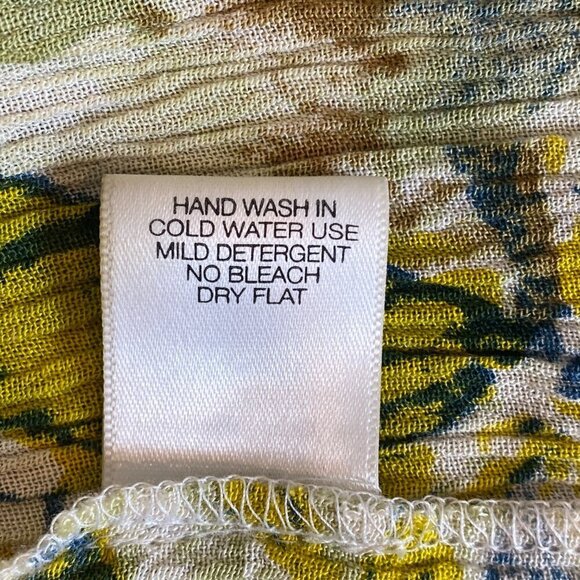 HAND WASH IN
COLD WATER USE
MILD DETERGENT
NO BLEACH
DRY FLAT